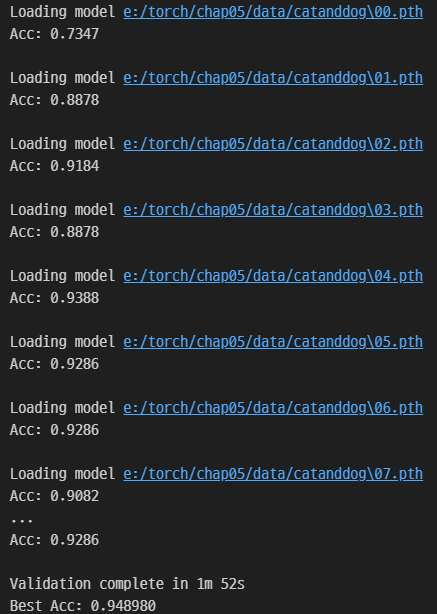 Loading model e:/torch/chap05/data/catanddog\00.pth
Acc: 0.7347
Loading model e:/torch/chap05/data/catanddog\01.pth
Acc: 0.8878
Loading model e:/torch/chap05/data/catanddog\02.pth
Acc: 0.9184
Loading model e:/torch/chap05/data/catanddog\03.pth
Acc: 0.8878
Loading model e:/torch/chap05/data/catanddog\04.pth
Acc: 0.9388
Loading model e:/torch/chap05/data/catanddog\05.pth
Acc: 0.9286
Loading model e:/torch/chap05/data/catanddog\06.pth
Acc: 0.9286
Loading model e:/torch/chap05/data/catanddog\07.pth
Acc: 0.9082
...
Acc: 0.9286
Validation complete in 1m 52s
Best Acc: 0.948980